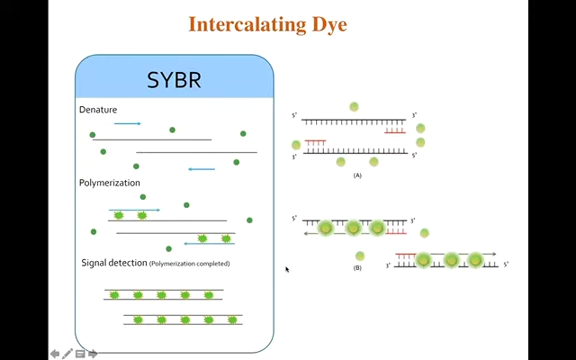 Intercalating Dye
SYBR
Denature
Polymerization
Signal detection (Polymerization completed)
5' 3'
3' 5'
(A)
5' 3'
3' 5'
(B)